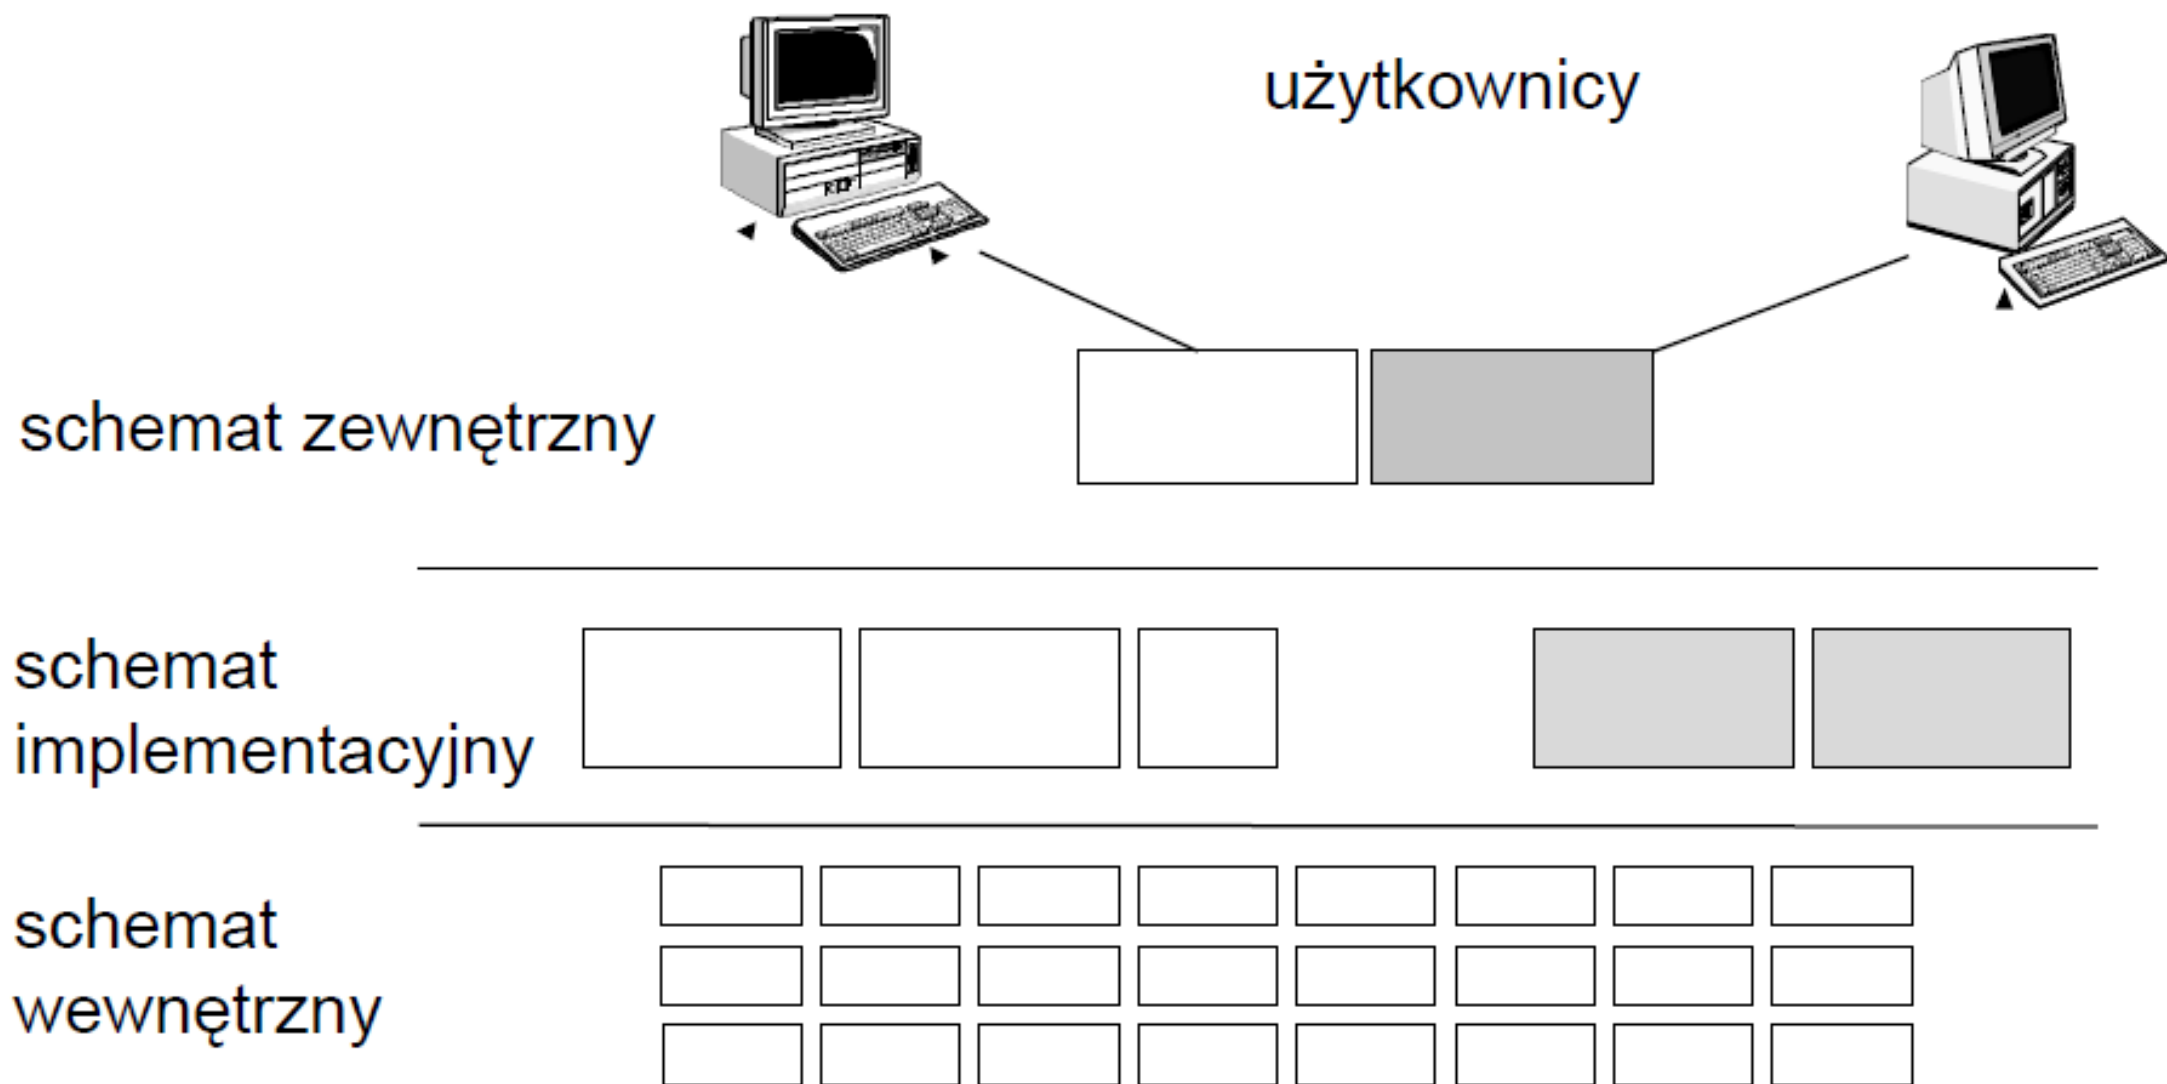 użytkownicy
schemat zewnętrzny
schemat
implementacyjny
schemat
wewnętrzny